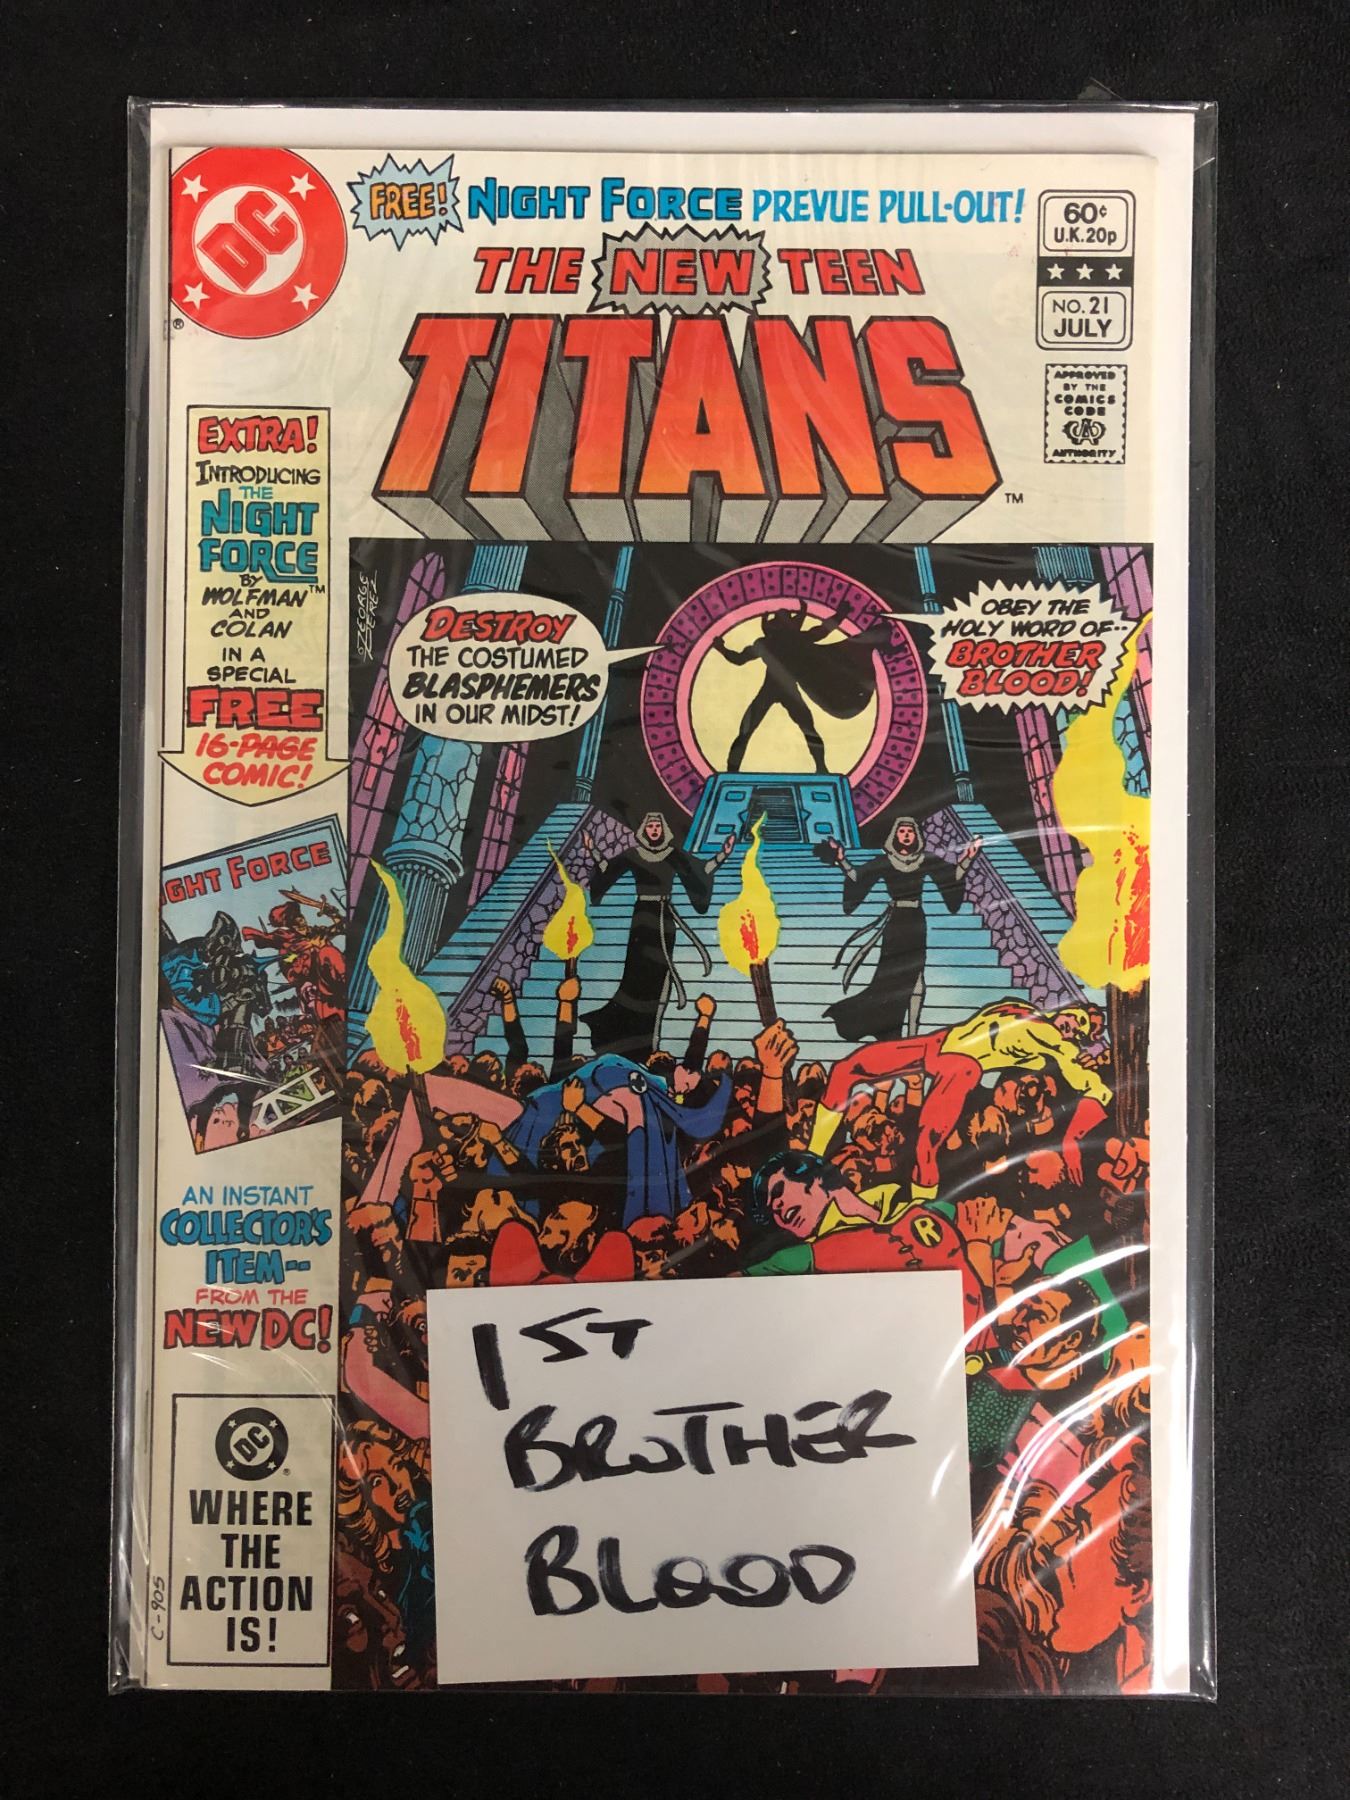 DC
®
FREE! NIGHT FORCE PREVUE PULL-OUT!
THE NEW TEEN
TITANS
TM
60¢
U.K. 20p
NO. 21
JULY
APPROVED
BY THE
COMICS
CODE
CA
AUTHORITY
EXTRA!
INTRODUCING
THE
NIGHT
FORCE
BY
WOLFMAN TM
AND
COLAN
IN A
SPECIAL
FREE
16-PAGE
COMIC!
GHT FORCE
AN INSTANT
COLLECTOR'S
ITEM--
FROM THE
NEW DC!
DC
®
WHERE
THE
ACTION
IS!
C-905
GEORGE
PEREZ
DESTROY
THE COSTUMED
BLASPHEMERS
IN OUR MIDST!
OBEY THE
HOLY WORD OF--
BROTHER
BLOOD!
R
1ST
BROTHER
BLOOD